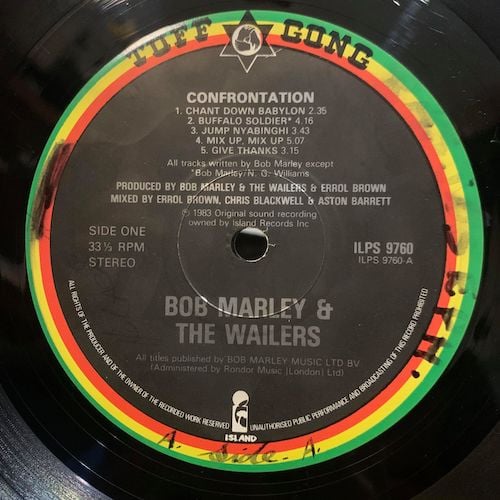 TUFF GONG
CONFRONTATION
1. CHANT DOWN BABYLON 2.35
2. BUFFALO SOLDIER* 4.16
3. JUMP NYABINGHI 3.43
4. MIX UP, MIX UP 5.07
5. GIVE THANKS 3.15
All tracks written by Bob Marley except
*Bob Marley/N. G. Williams
PRODUCED BY BOB MARLEY & THE WAILERS & ERROL BROWN
MIXED BY ERROL BROWN, CHRIS BLACKWELL & ASTON BARRETT
℗ 1983 Original sound recording
owned by Island Records Inc
SIDE ONE
33⅓ RPM
STEREO
ILPS 9760
ILPS 9760-A
BOB MARLEY &
THE WAILERS
All titles published by BOB MARLEY MUSIC LTD BV
(Administered by Rondor Music [London] Ltd)
ALL RIGHTS OF THE PRODUCER AND OF THE OWNER OF THE RECORDED WORK RESERVED
UNAUTHORISED PUBLIC PERFORMANCE AND BROADCASTING OF THIS RECORD PROHIBITED
ISLAND
A. Side. A.